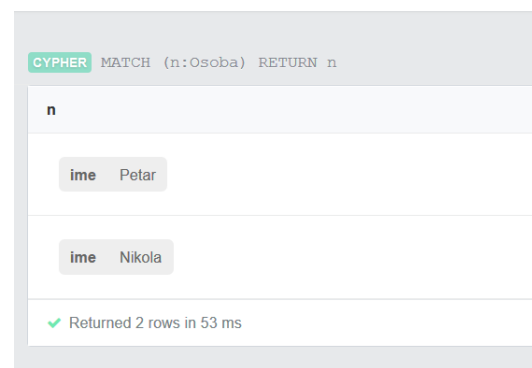 CYPHER MATCH (n:Osoba) RETURN n
n
ime Petar
ime Nikola
Returned 2 rows in 53 ms